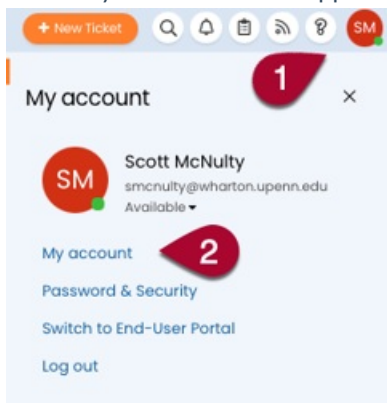 + New Ticket SM
1
My account
SM
Scott McNulty
smcnulty@wharton.upenn.edu
Available
My account
2
Password & Security
Switch to End-User Portal
Log out